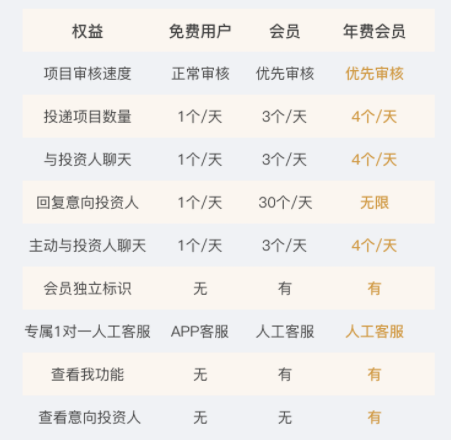 权益 免费用户 会员 年费会员
项目审核速度 正常审核 优先审核 优先审核
投递项目数量 1个/天 3个/天 4个/天
与投资人聊天 1个/天 3个/天 4个/天
回复意向投资人 1个/天 30个/天 无限
主动与投资人聊天 1个/天 3个/天 4个/天
会员独立标识 无 有 有
专属1对一人工客服 APP客服 人工客服 人工客服
查看我功能 无 有 有
查看意向投资人 无 无 有